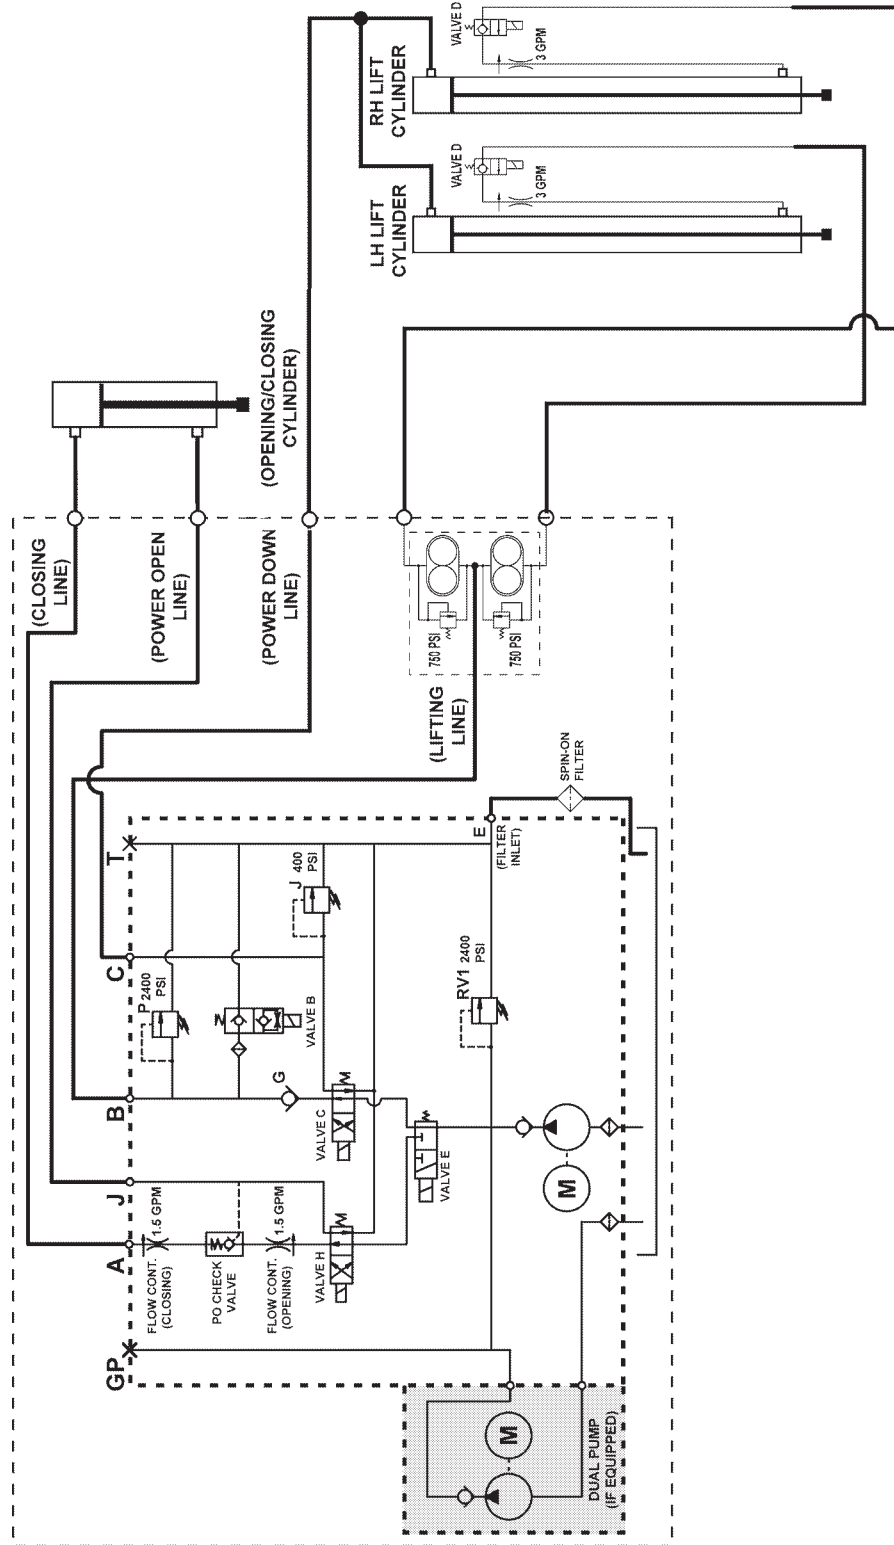 VALVE D
3 GPM
RH LIFT
CYLINDER
VALVE D
3 GPM
LH LIFT
CYLINDER
(OPENING/CLOSING
CYLINDER)
(CLOSING
LINE)
(POWER OPEN
LINE)
(POWER DOWN
LINE)
750 PSI
750 PSI
(LIFTING
LINE)
SPIN-ON
FILTER
T
E
(FILTER
INLET)
J 400
PSI
C
P 2400
PSI
VALVE B
RV1 2400
PSI
B
G
VALVE C
VALVE E
M
J
1.5 GPM
1.5 GPM
A
FLOW CONT.
(CLOSING)
PO CHECK
VALVE
FLOW CONT.
(OPENING)
VALVE H
GP
M
DUAL PUMP
(IF EQUIPPED)